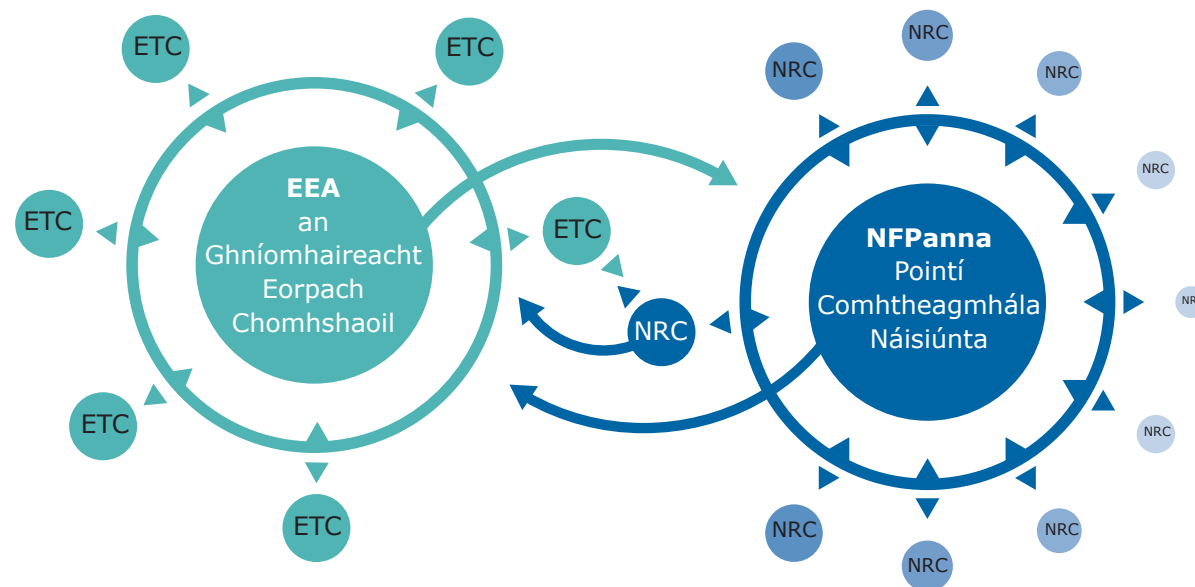 ETC
ETC
ETC
ETC
ETC
ETC
EEA
an
Ghníomhaireacht
Eorpach
Chomhshaoil
NRC
NFPanna
Pointí
Comhtheagmhála
Náisiúnta
NRC
NRC
NRC
NRC
NRC
NRC
NRC
NRC